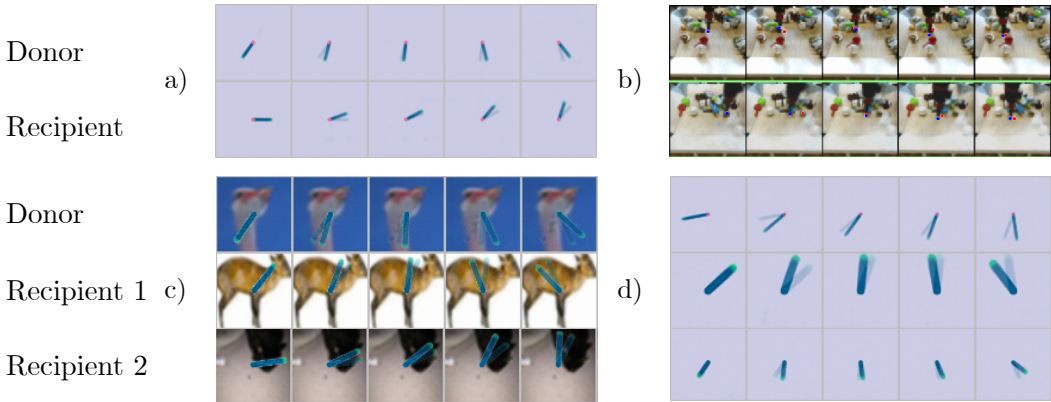 Donor
a)
b)
Recipient
Donor
Recipient 1
c)
d)
Recipient 2